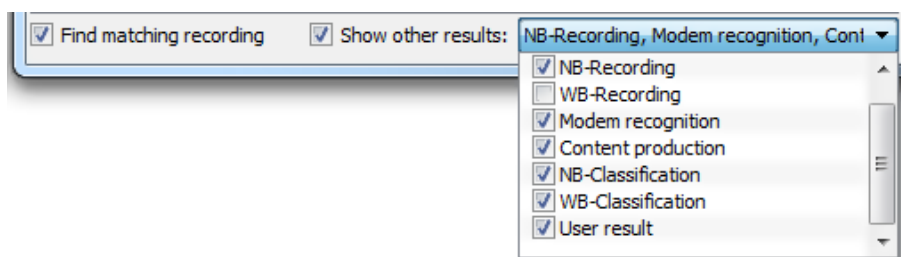 Find matching recording Show other results: NB-Recording, Modem recognition, Cont
NB-Recording
WB-Recording
Modem recognition
Content production
NB-Classification
WB-Classification
User result